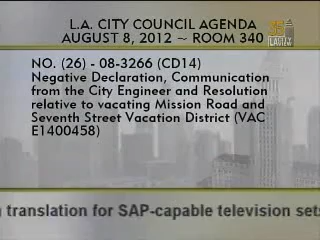 L.A. CITY COUNCIL AGENDA
AUGUST 8, 2012 ~ ROOM 340
NO. (26) - 08-3266 (CD14)
Negative Declaration, Communication
from the City Engineer and Resolution
relative to vacating Mission Road and
Seventh Street Vacation District (VAC
E1400458)
translation for SAP-capable television sets